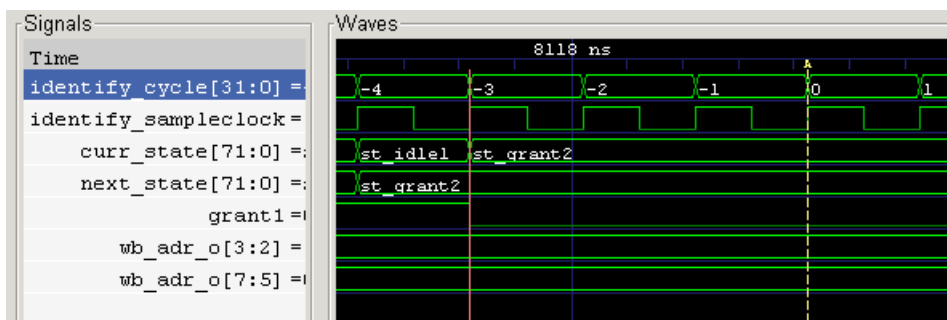 Signals
Waves
Time
8118 ns
A
identify_cycle[31:0] =
-4 -3 -2 -1 0 1
identify_sampleclock=
curr_state[71:0] =
st_idle1 st_grant2
next_state[71:0] =
st_grant2
grant1 =
wb_adr_o[3:2] =
wb_adr_o[7:5] =